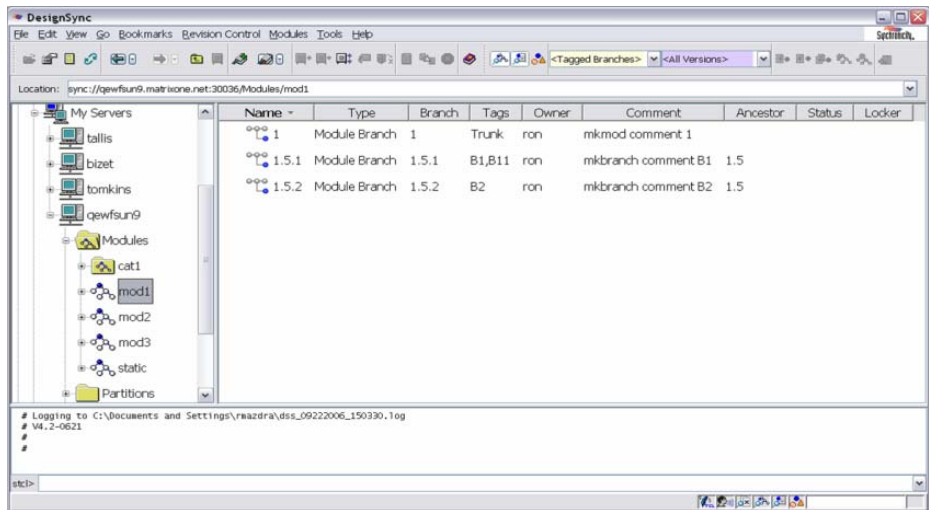 DesignSync
File Edit View Go Bookmarks Revision Control Modules Tools Help
<Tagged Branches> <All Versions>
Location: sync://qewfsun9.matrixone.net:30036/Modules/mod1
My Servers
tallis
bizet
tomkins
qewfsun9
Modules
cat1
mod1
mod2
mod3
static
Partitions
Name Type Branch Tags Owner Comment Ancestor Status Locker
1 Module Branch 1 Trunk ron mkmod comment 1
1.5.1 Module Branch 1.5.1 B1,B11 ron mkbranch comment B1 1.5
1.5.2 Module Branch 1.5.2 B2 ron mkbranch comment B2 1.5
# Logging to C:\Documents and Settings\rmazdra\dss_09222006_150330.log
# V4.2-0621
#
#
stcl>